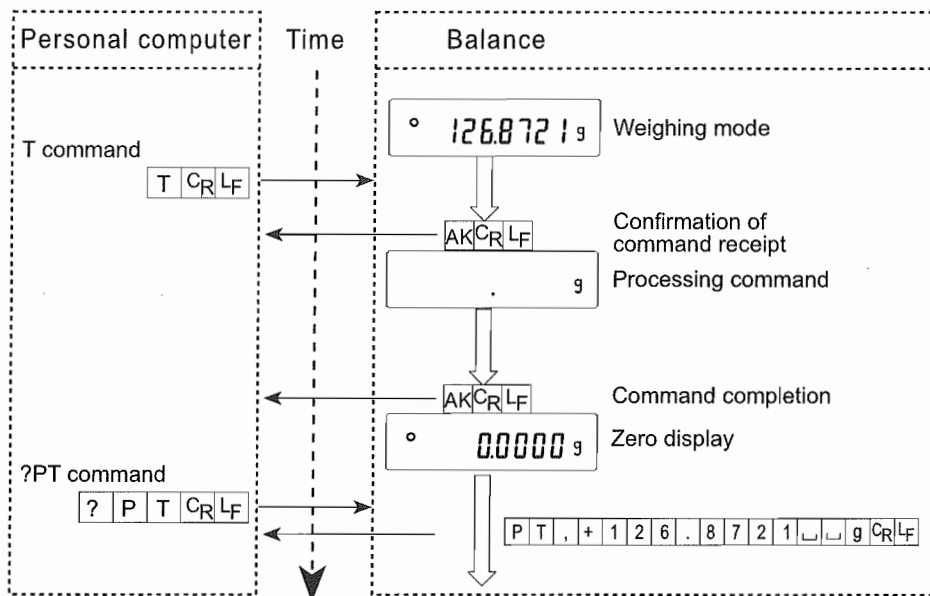 Personal computer Time Balance
126.8721 g Weighing mode
T command
T CR LF
AK CR LF Confirmation of
command receipt
. g Processing command
AK CR LF Command completion
0.0000 g Zero display
?PT command
? P T CR LF
P T , + 1 2 6 . 8 7 2 1 ␣ ␣ g CR LF